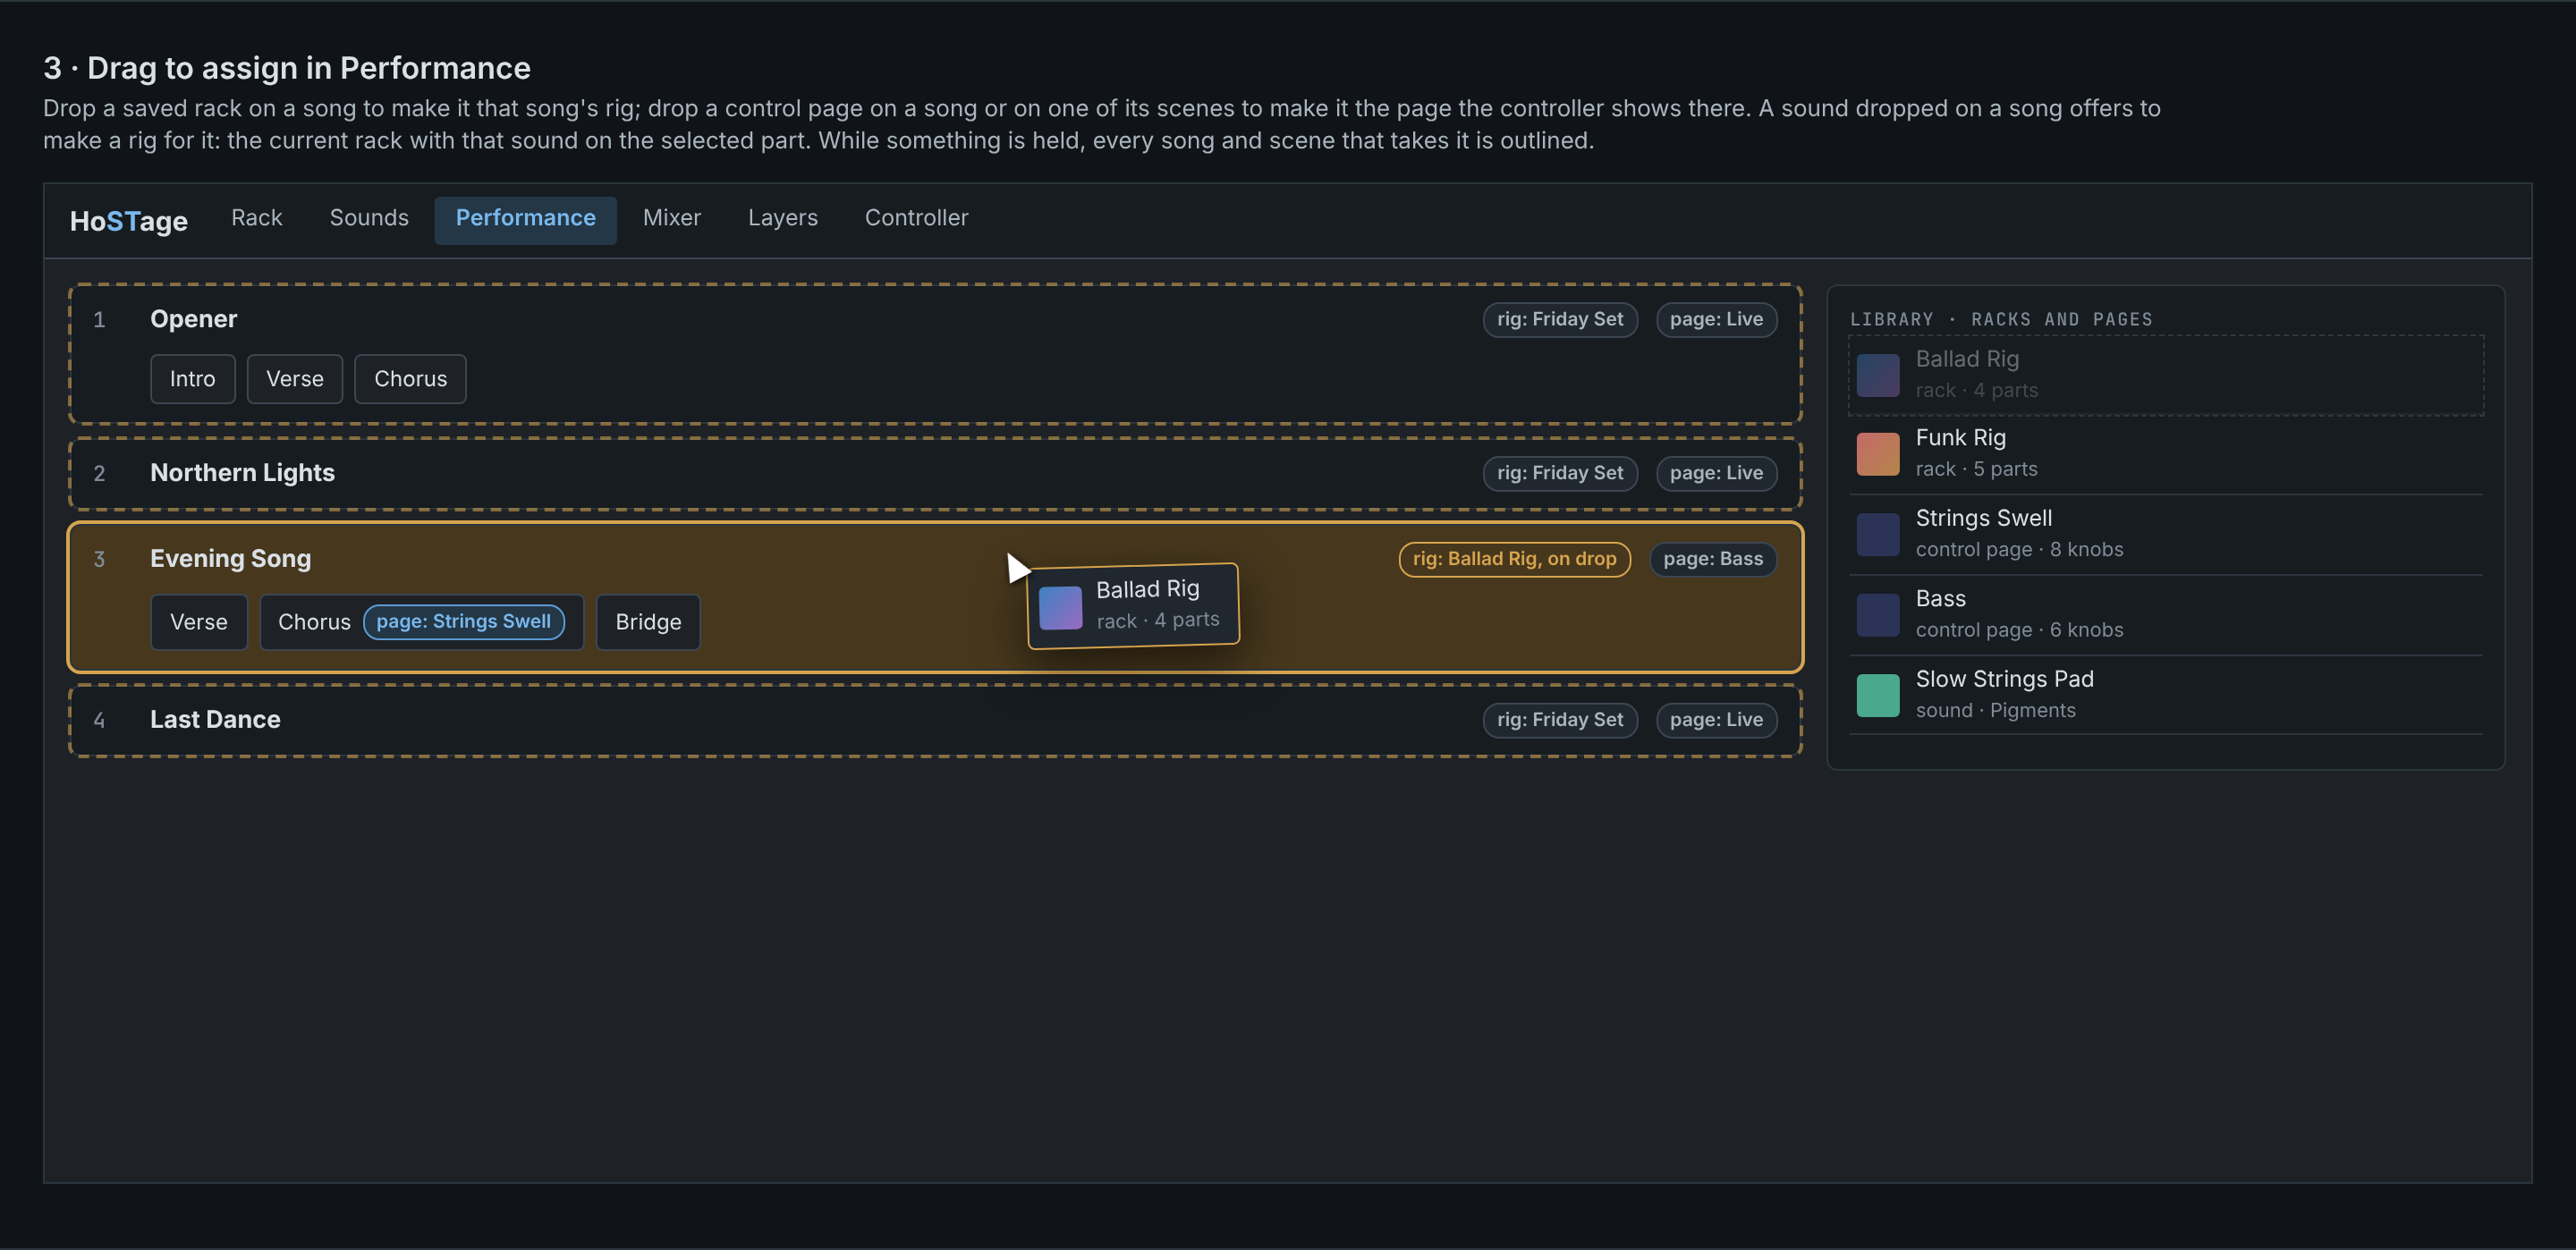 3 · Drag to assign in Performance
Drop a saved rack on a song to make it that song's rig; drop a control page on a song or on one of its scenes to make it the page the controller shows there. A sound dropped on a song offers to
make a rig for it: the current rack with that sound on the selected part. While something is held, every song and scene that takes it is outlined.
HoSTage Rack Sounds Performance Mixer Layers Controller
1 Opener rig: Friday Set page: Live
Intro Verse Chorus
2 Northern Lights rig: Friday Set page: Live
3 Evening Song rig: Ballad Rig, on drop page: Bass
Verse Chorus page: Strings Swell Bridge
Ballad Rig
rack · 4 parts
4 Last Dance rig: Friday Set page: Live
LIBRARY · RACKS AND PAGES
Ballad Rig
rack · 4 parts
Funk Rig
rack · 5 parts
Strings Swell
control page · 8 knobs
Bass
control page · 6 knobs
Slow Strings Pad
sound · Pigments